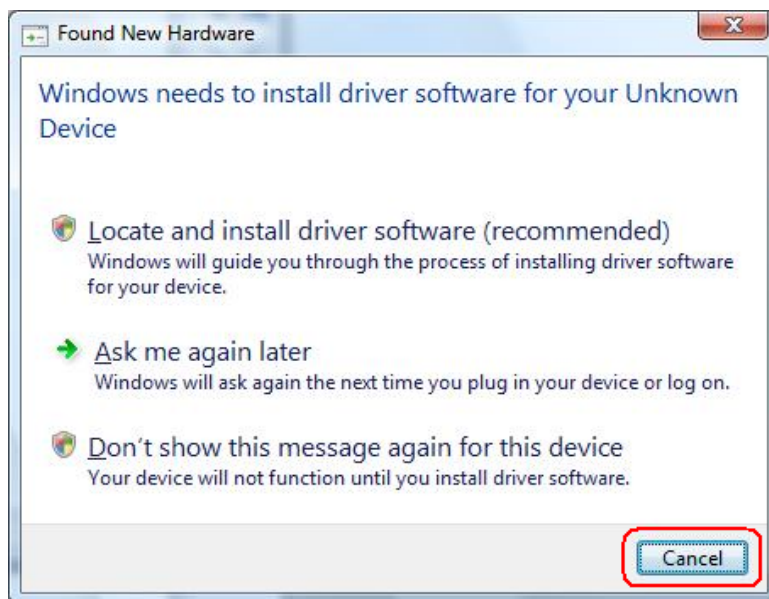 Found New Hardware
Windows needs to install driver software for your Unknown
Device
Locate and install driver software (recommended)
Windows will guide you through the process of installing driver software
for your device.
Ask me again later
Windows will ask again the next time you plug in your device or log on.
Don't show this message again for this device
Your device will not function until you install driver software.
Cancel